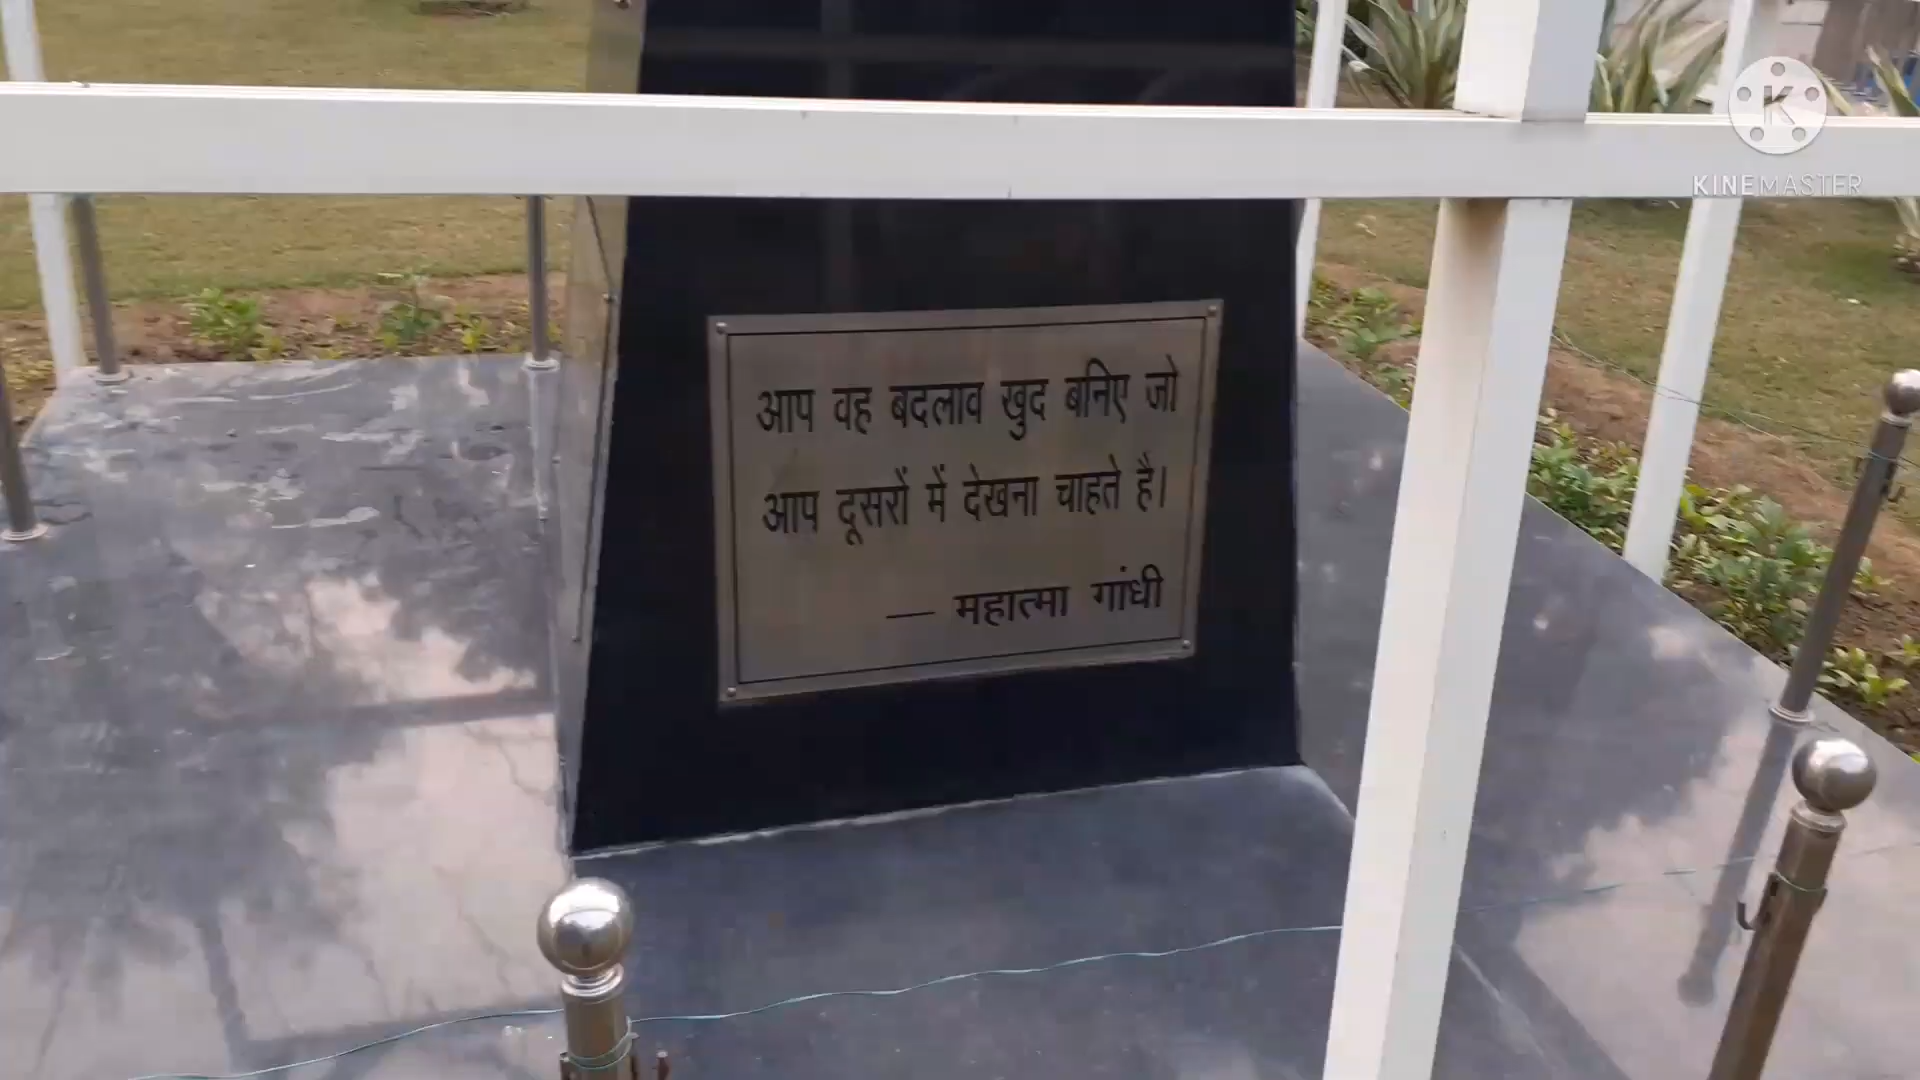 KINEMASTER
आप वह बदलाव खुद बनिए जो
आप दूसरों में देखना चाहते है।
— महात्मा गांधी